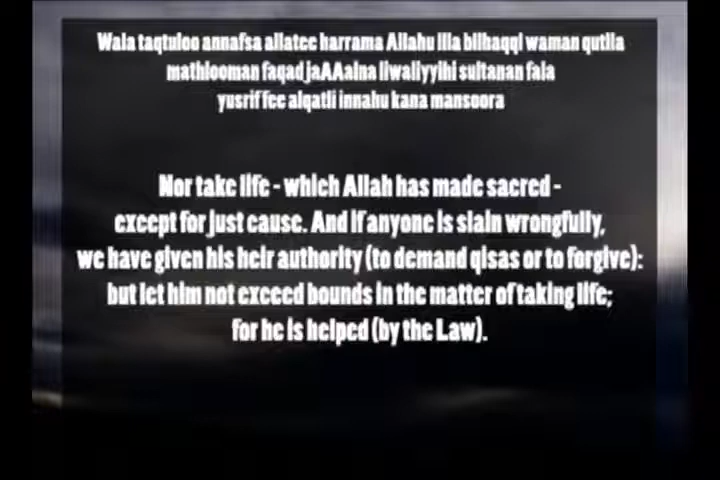 Wala taqtuloo annafsa allatee harrama Allahu illa bilhaqqi waman qutila
mathlooman faqad jaAAalna liwaliyyihi sultanan fala
yusrif fee alqatli innahu kana mansoora
Nor take life - which Allah has made sacred -
except for just cause. And if anyone is slain wrongfully,
we have given his heir authority (to demand qisas or to forgive):
but let him not exceed bounds in the matter of taking life;
for he is helped (by the Law).